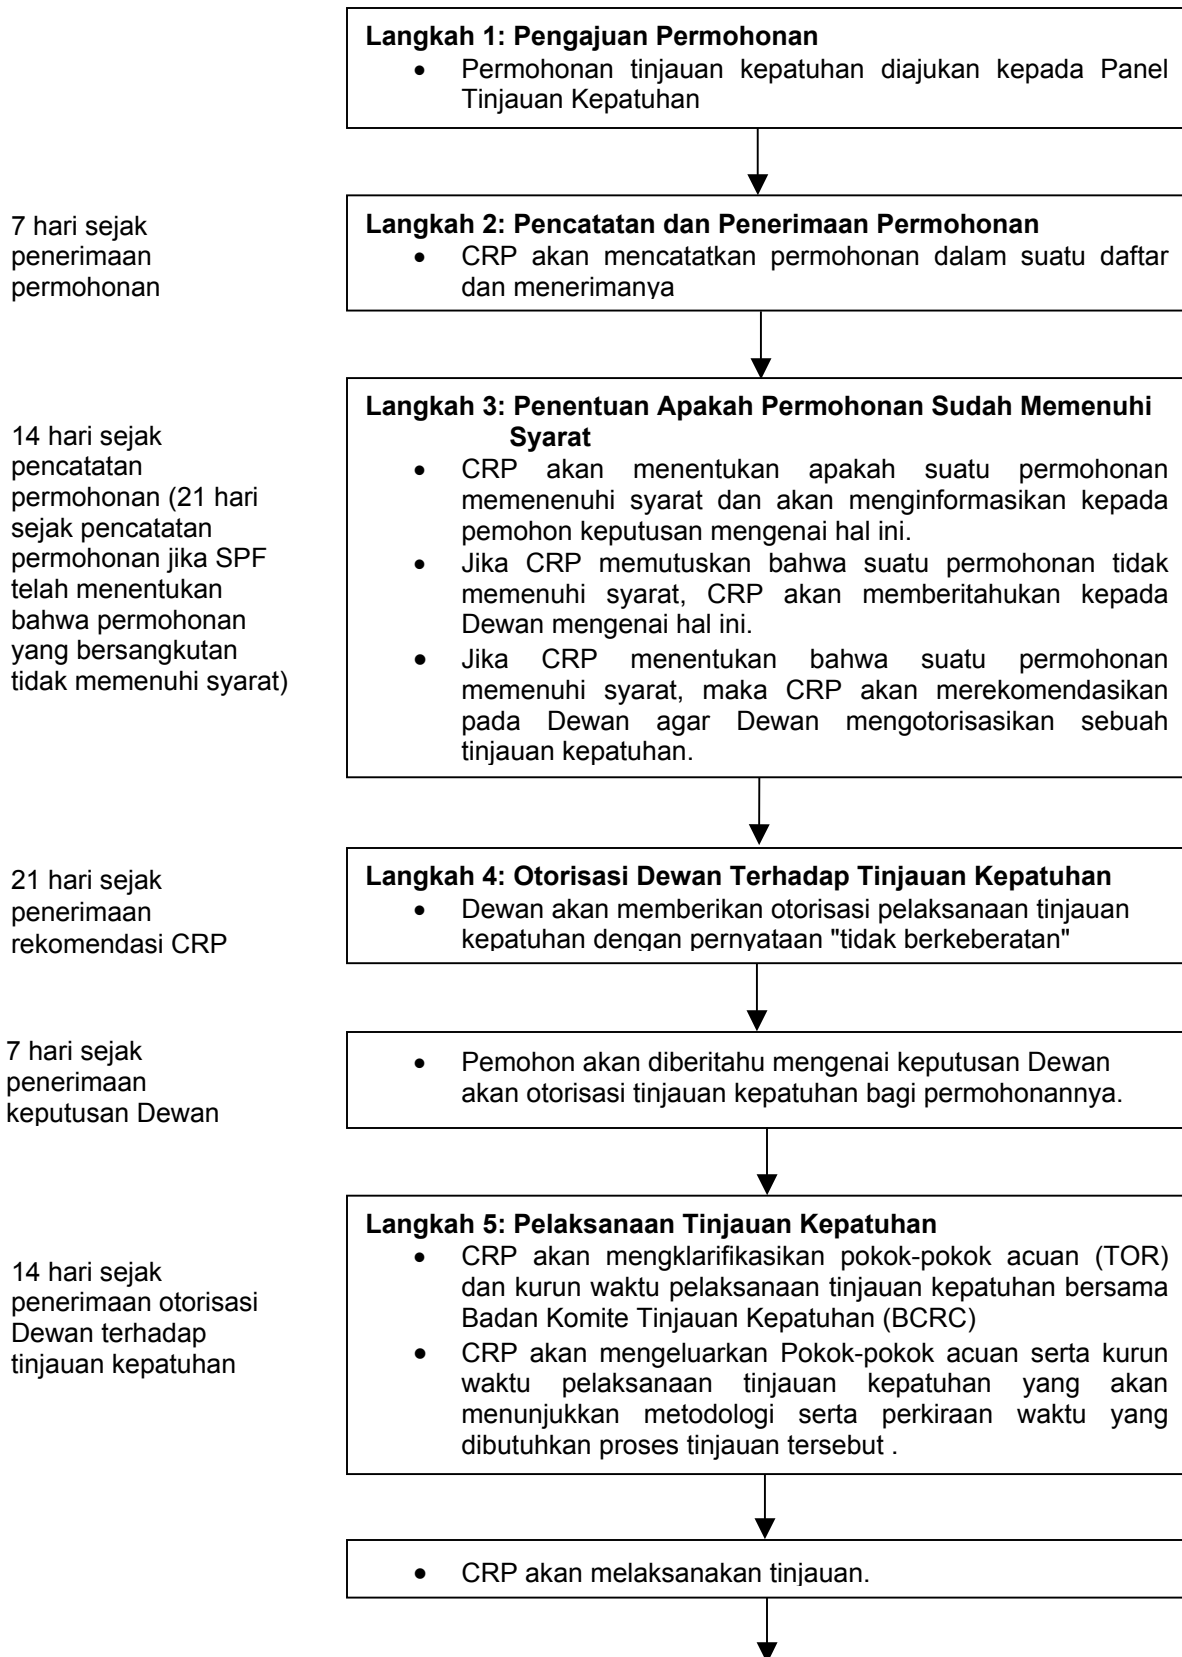 Langkah 1: Pengajuan Permohonan
• Permohonan tinjauan kepatuhan diajukan kepada Panel
Tinjauan Kepatuhan
7 hari sejak
penerimaan
permohonan
Langkah 2: Pencatatan dan Penerimaan Permohonan
• CRP akan mencatatkan permohonan dalam suatu daftar
dan menerimanya
14 hari sejak
pencatatan
permohonan (21 hari
sejak pencatatan
permohonan jika SPF
telah menentukan
bahwa permohonan
yang bersangkutan
tidak memenuhi syarat)
Langkah 3: Penentuan Apakah Permohonan Sudah Memenuhi
Syarat
• CRP akan menentukan apakah suatu permohonan
memenenuhi syarat dan akan menginformasikan kepada
pemohon keputusan mengenai hal ini.
• Jika CRP memutuskan bahwa suatu permohonan tidak
memenuhi syarat, CRP akan memberitahukan kepada
Dewan mengenai hal ini.
• Jika CRP menentukan bahwa suatu permohonan
memenuhi syarat, maka CRP akan merekomendasikan
pada Dewan agar Dewan mengotorisasikan sebuah
tinjauan kepatuhan.
21 hari sejak
penerimaan
rekomendasi CRP
Langkah 4: Otorisasi Dewan Terhadap Tinjauan Kepatuhan
• Dewan akan memberikan otorisasi pelaksanaan tinjauan
kepatuhan dengan pernyataan "tidak berkeberatan"
7 hari sejak
penerimaan
keputusan Dewan
• Pemohon akan diberitahu mengenai keputusan Dewan
akan otorisasi tinjauan kepatuhan bagi permohonannya.
14 hari sejak
penerimaan otorisasi
Dewan terhadap
tinjauan kepatuhan
Langkah 5: Pelaksanaan Tinjauan Kepatuhan
• CRP akan mengklarifikasikan pokok-pokok acuan (TOR)
dan kurun waktu pelaksanaan tinjauan kepatuhan bersama
Badan Komite Tinjauan Kepatuhan (BCRC)
• CRP akan mengeluarkan Pokok-pokok acuan serta kurun
waktu pelaksanaan tinjauan kepatuhan yang akan
menunjukkan metodologi serta perkiraan waktu yang
dibutuhkan proses tinjauan tersebut .
• CRP akan melaksanakan tinjauan.